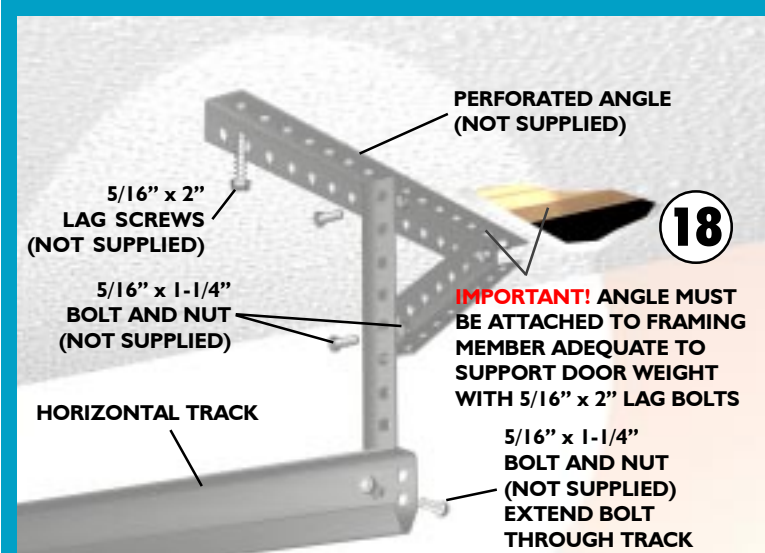 PERFORATED ANGLE
(NOT SUPPLIED)
5/16” x 2”
LAG SCREWS
(NOT SUPPLIED)
18
5/16” x 1-1/4”
BOLT AND NUT
(NOT SUPPLIED)
IMPORTANT! ANGLE MUST
BE ATTACHED TO FRAMING
MEMBER ADEQUATE TO
SUPPORT DOOR WEIGHT
WITH 5/16” x 2” LAG BOLTS
HORIZONTAL TRACK
5/16” x 1-1/4”
BOLT AND NUT
(NOT SUPPLIED)
EXTEND BOLT
THROUGH TRACK